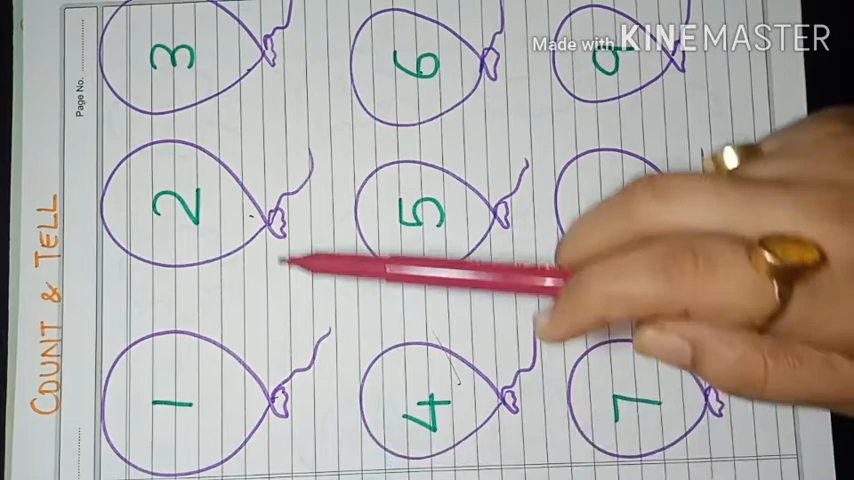 Made with KINEMASTER
Page No.
COUNT & TELL
1 2 3
4 5 6
7 9